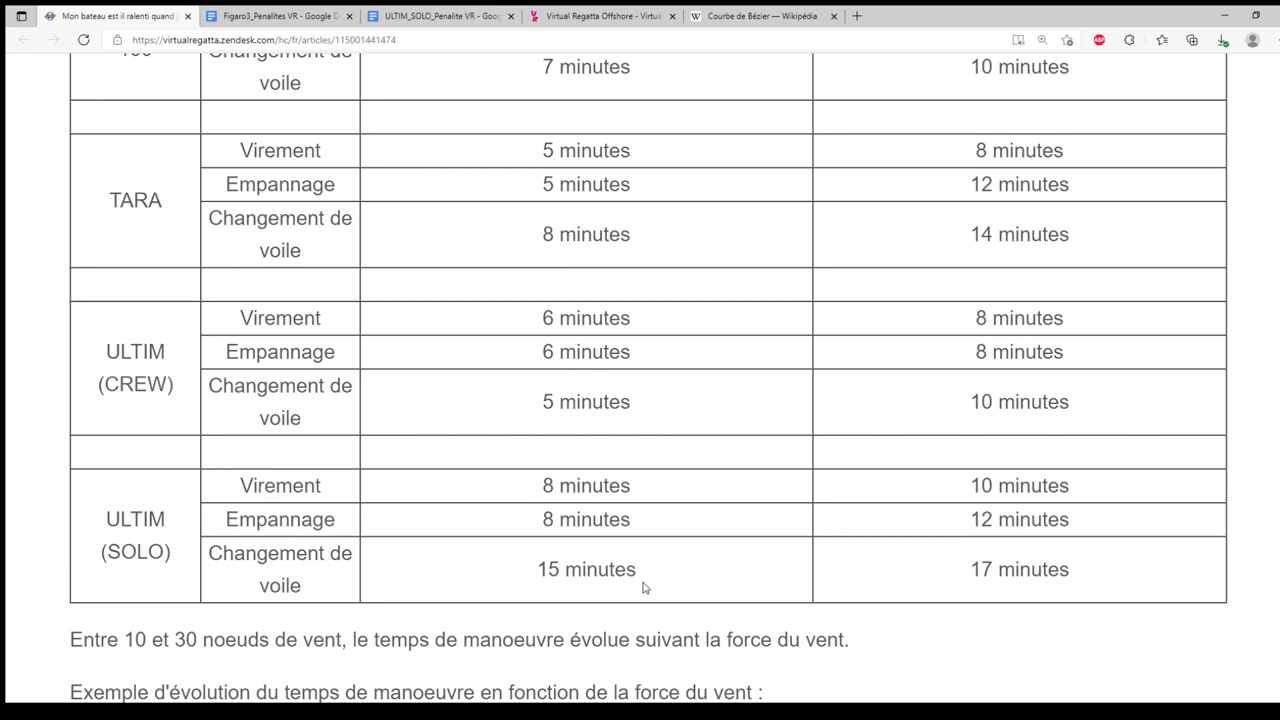 Mon bateau est il ralenti quand j
Figaro3_Penalites VR - Google D
ULTIM_SOLO_Penalite VR - Goog
Virtual Regatta Offshore - Virtua
Courbe de Bézier — Wikipédia
https://virtualregatta.zendesk.com/hc/fr/articles/115001441474
Changement de
voile
7 minutes
10 minutes
TARA
Virement
5 minutes
8 minutes
Empannage
5 minutes
12 minutes
Changement de
voile
8 minutes
14 minutes
ULTIM
(CREW)
Virement
6 minutes
8 minutes
Empannage
6 minutes
8 minutes
Changement de
voile
5 minutes
10 minutes
ULTIM
(SOLO)
Virement
8 minutes
10 minutes
Empannage
8 minutes
12 minutes
Changement de
voile
15 minutes
17 minutes
Entre 10 et 30 noeuds de vent, le temps de manoeuvre évolue suivant la force du vent.
Exemple d'évolution du temps de manoeuvre en fonction de la force du vent :